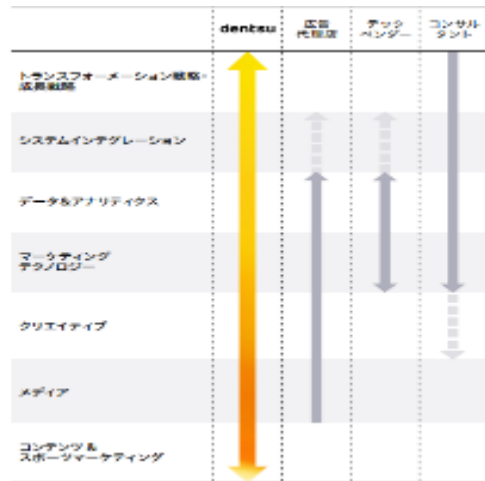 dentsu
広告
代理店
テック
ベンダー
コンサル
タント
トランスフォーメーション戦略・
成長戦略
システムインテグレーション
データ&アナリティクス
マーケティング
テクノロジー
クリエイティブ
メディア
コンテンツ&
スポーツマーケティング